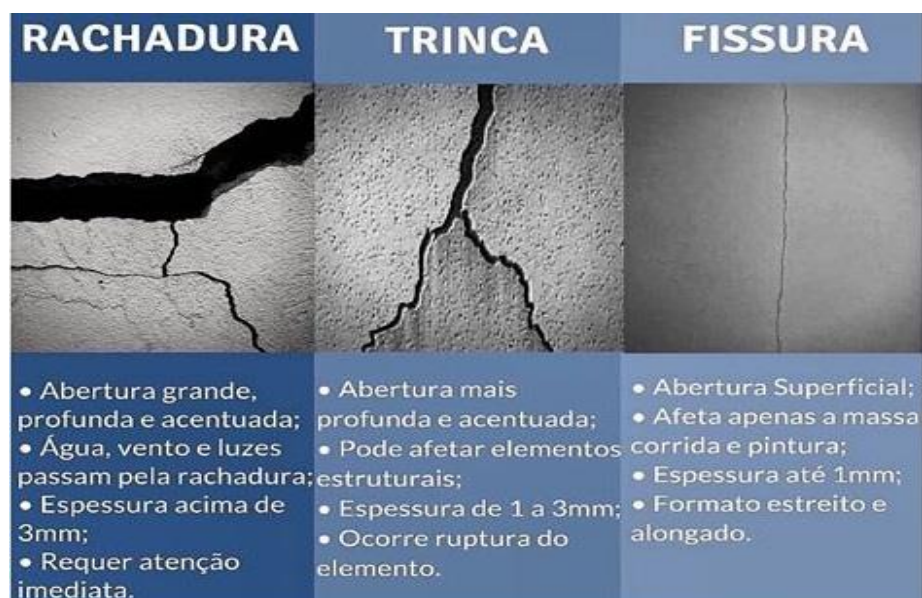 RACHADURA
TRINCA
FISSURA
• Abertura grande,
profunda e acentuada;
• Água, vento e luzes
passam pela rachadura;
• Espessura acima de
3mm;
• Requer atenção
imediata.
• Abertura mais
profunda e acentuada;
• Pode afetar elementos
estruturais;
• Espessura de 1 a 3mm;
• Ocorre ruptura do
elemento.
• Abertura Superficial;
• Afeta apenas a massa
corrida e pintura;
• Espessura até 1mm;
• Formato estreito e
alongado.